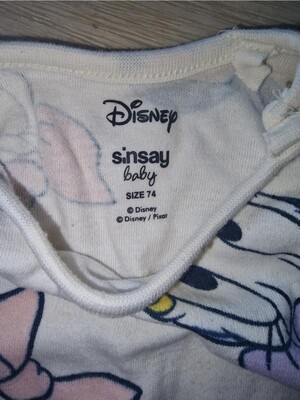 Disney
sinsay
baby
SIZE 74
© Disney
© Disney / Pixar